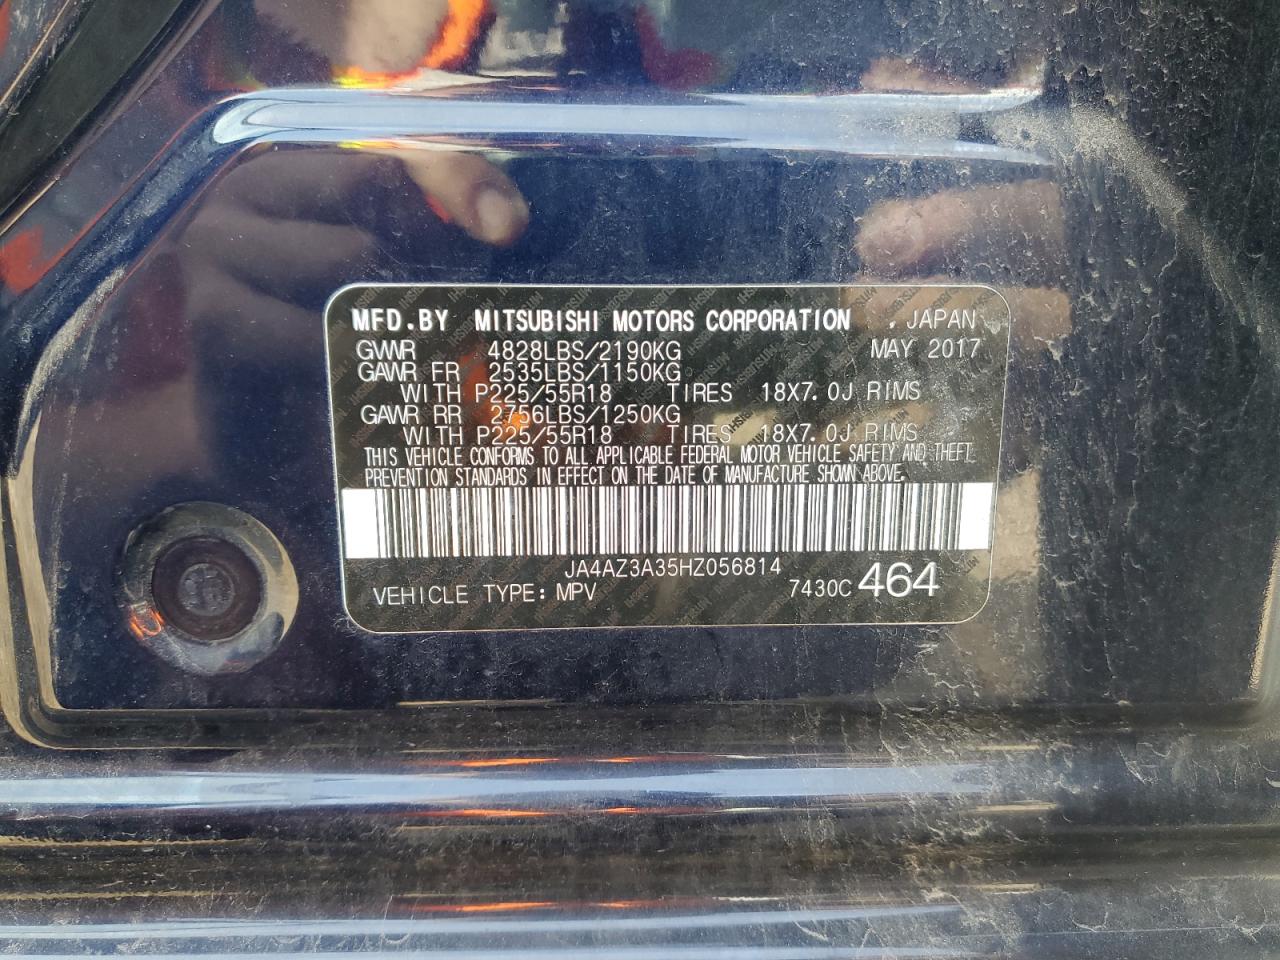 MFD.BY MITSUBISHI MOTORS CORPORATION , JAPAN
GVWR 4828LBS/2190KG MAY 2017
GAWR FR 2535LBS/1150KG
WITH P225/55R18 TIRES 18X7.0J RIMS
GAWR RR 2756LBS/1250KG
WITH P225/55R18 TIRES 18X7.0J RIMS
THIS VEHICLE CONFORMS TO ALL APPLICABLE FEDERAL MOTOR VEHICLE SAFETY AND THEFT
PREVENTION STANDARDS IN EFFECT ON THE DATE OF MANUFACTURE SHOWN ABOVE.
JA4AZ3A35HZ056814
VEHICLE TYPE: MPV 7430C 464